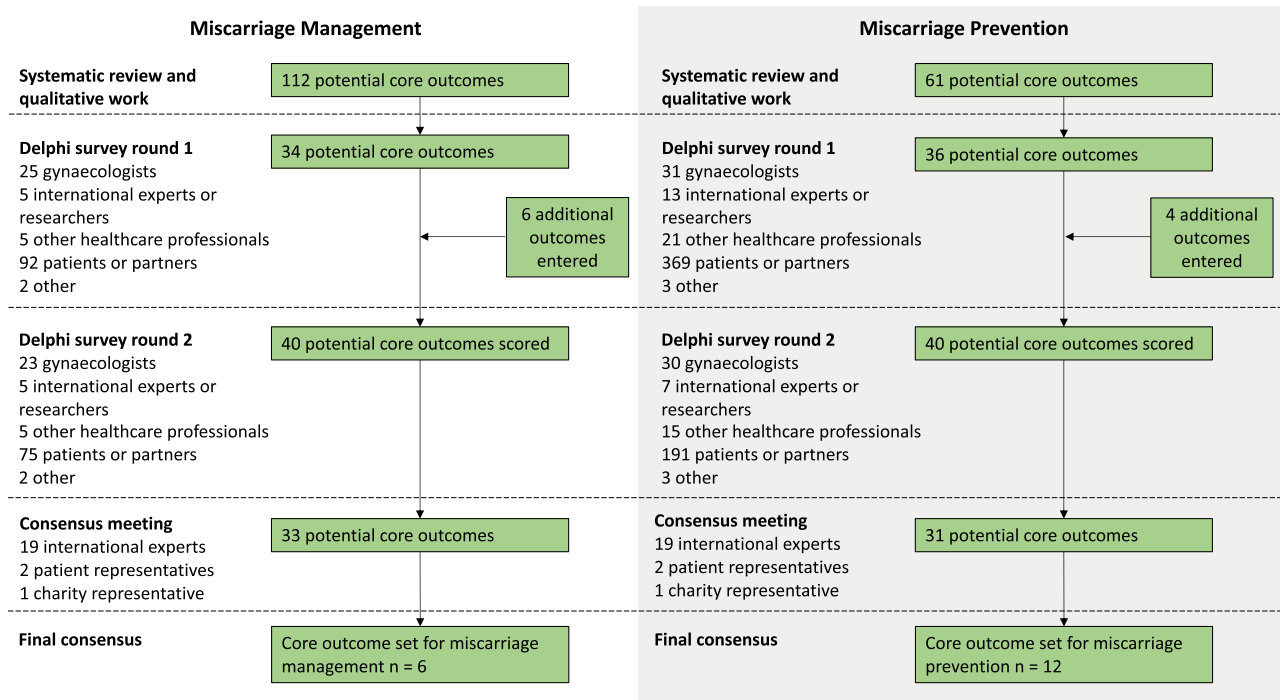 Miscarriage Management
Systematic review and
qualitative work
112 potential core outcomes
Delphi survey round 1
25 gynaecologists
5 international experts or
researchers
5 other healthcare professionals
92 patients or partners
2 other
34 potential core outcomes
6 additional
outcomes
entered
Delphi survey round 2
23 gynaecologists
5 international experts or
researchers
5 other healthcare professionals
75 patients or partners
2 other
40 potential core outcomes scored
Consensus meeting
19 international experts
2 patient representatives
1 charity representative
33 potential core outcomes
Final consensus
Core outcome set for miscarriage
management n = 6
Miscarriage Prevention
Systematic review and
qualitative work
61 potential core outcomes
Delphi survey round 1
31 gynaecologists
13 international experts or
researchers
21 other healthcare professionals
369 patients or partners
3 other
36 potential core outcomes
4 additional
outcomes
entered
Delphi survey round 2
30 gynaecologists
7 international experts or
researchers
15 other healthcare professionals
191 patients or partners
3 other
40 potential core outcomes scored
Consensus meeting
19 international experts
2 patient representatives
1 charity representative
31 potential core outcomes
Final consensus
Core outcome set for miscarriage
prevention n = 12